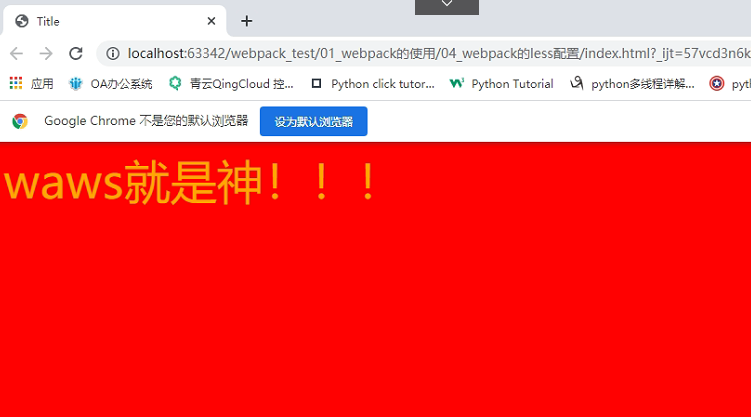 Title
localhost:63342/webpack_test/01_webpack的使用/04_webpack的less配置/index.html?_ijt=57vcd3n6k
应用 OA办公系统 青云QingCloud 控... Python click tutor... Python Tutorial python多线程详解... pyt
Google Chrome 不是您的默认浏览器 设为默认浏览器
waws就是神！！！